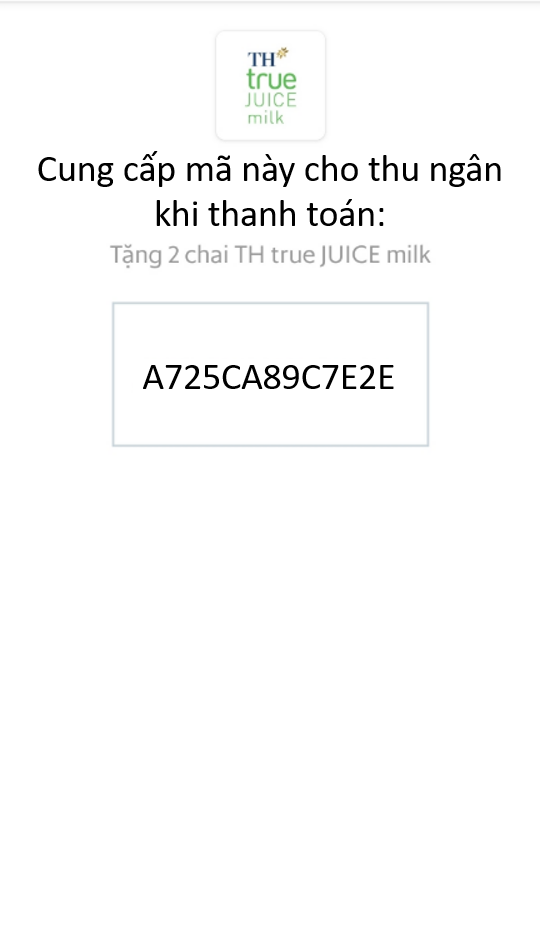 TH
true
JUICE
milk
Cung cấp mã này cho thu ngân
khi thanh toán:
Tặng 2 chai TH true JUICE milk
A725CA89C7E2E